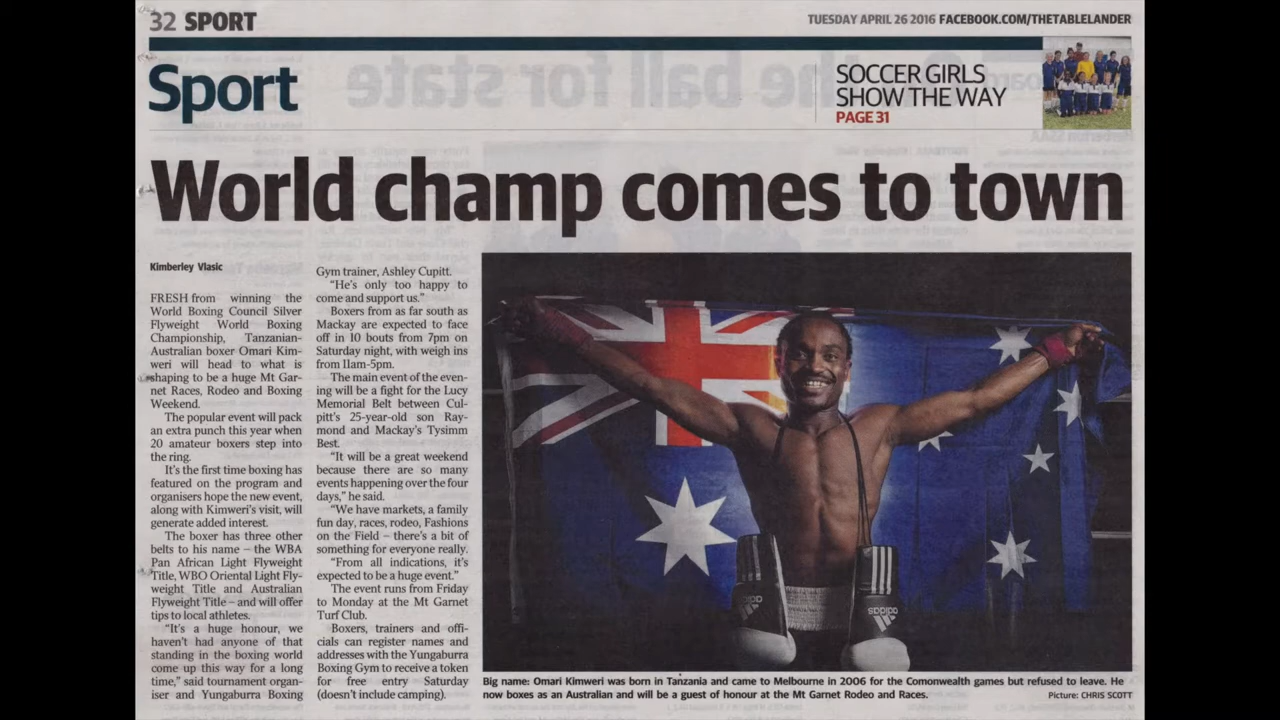 32 SPORT
TUESDAY APRIL 26 2016 FACEBOOK.COM/THETABLELANDER
Sport
SOCCER GIRLS
SHOW THE WAY
PAGE 31
World champ comes to town
Kimberley Vlasic
FRESH from winning the
World Boxing Council Silver
Flyweight World Boxing
Championship, Tanzanian-
Australian boxer Omari Kim-
weri will head to what is
shaping to be a huge Mt Gar-
net Races, Rodeo and Boxing
Weekend.
The popular event will pack
an extra punch this year when
20 amateur boxers step into
the ring.
It's the first time boxing has
featured on the program and
organisers hope the new event,
along with Kimweri's visit, will
generate added interest.
The boxer has three other
belts to his name – the WBA
Pan African Light Flyweight
Title, WBO Oriental Light Fly-
weight Title and Australian
Flyweight Title – and will offer
tips to local athletes.
"It's a huge honour, we
haven't had anyone of that
standing in the boxing world
come up this way for a long
time," said tournament organ-
iser and Yungaburra Boxing
Gym trainer, Ashley Cupitt.
"He's only too happy to
come and support us."
Boxers from as far south as
Mackay are expected to face
off in 10 bouts from 7pm on
Saturday night, with weigh ins
from 11am-5pm.
The main event of the even-
ing will be a fight for the Lucy
Memorial Belt between Cul-
pitt's 25-year-old son Ray-
mond and Mackay's Tysimm
Best.
"It will be a great weekend
because there are so many
events happening over the four
days," he said.
"We have markets, a family
fun day, races, rodeo, Fashions
on the Field – there's a bit of
something for everyone really.
"From all indications, it's
expected to be a huge event."
The event runs from Friday
to Monday at the Mt Garnet
Turf Club.
Boxers, trainers and offi-
cials can register names and
addresses with the Yungaburra
Boxing Gym to receive a token
for free entry Saturday
(doesn't include camping).
adidas
adidas
Big name: Omari Kimweri was born in Tanzania and came to Melbourne in 2006 for the Commonwealth games but refused to leave. He
now boxes as an Australian and will be a guest of honour at the Mt Garnet Rodeo and Races.
Picture: CHRIS SCOTT